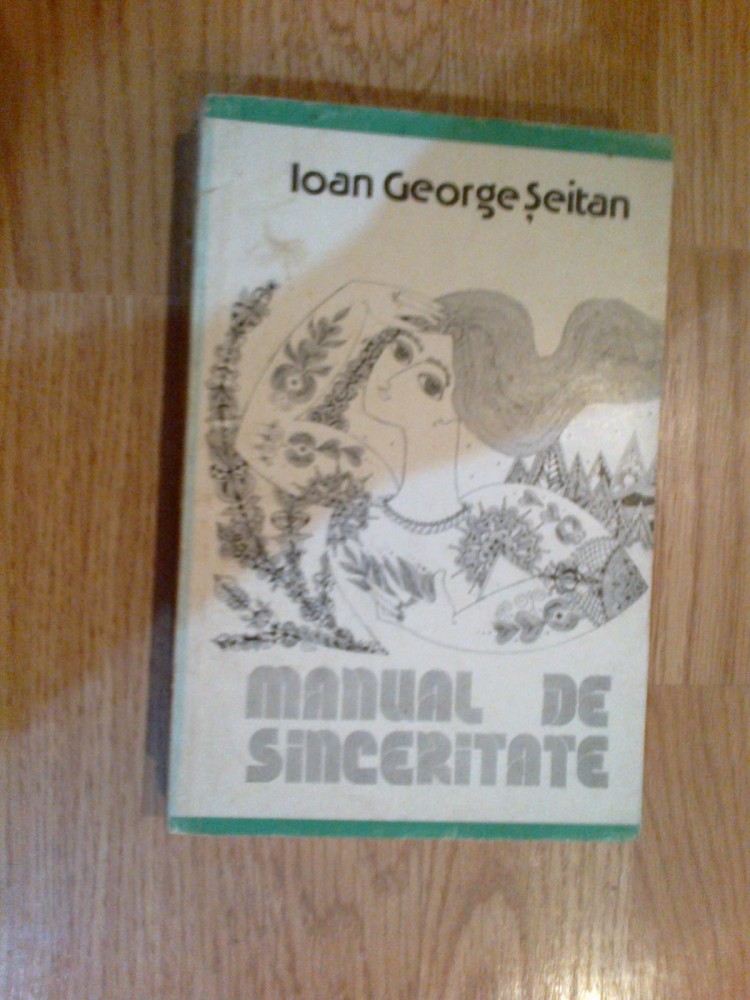 Ioan George Șeitan
MANUAL DE
SiNCERiTATE